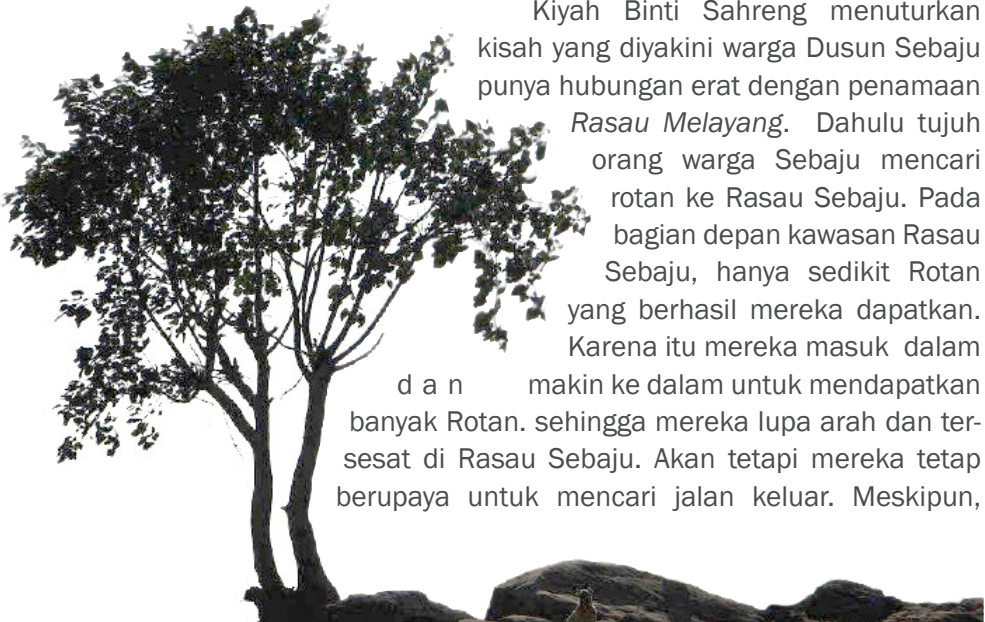 Kiyah Binti Sahreng menuturkan
kisah yang diyakini warga Dusun Sebaju
punya hubungan erat dengan penamaan
Rasau Melayang. Dahulu tujuh
orang warga Sebaju mencari
rotan ke Rasau Sebaju. Pada
bagian depan kawasan Rasau
Sebaju, hanya sedikit Rotan
yang berhasil mereka dapatkan.
Karena itu mereka masuk dalam
dan makin ke dalam untuk mendapatkan
banyak Rotan. sehingga mereka lupa arah dan ter-
sesat di Rasau Sebaju. Akan tetapi mereka tetap
berupaya untuk mencari jalan keluar. Meskipun,